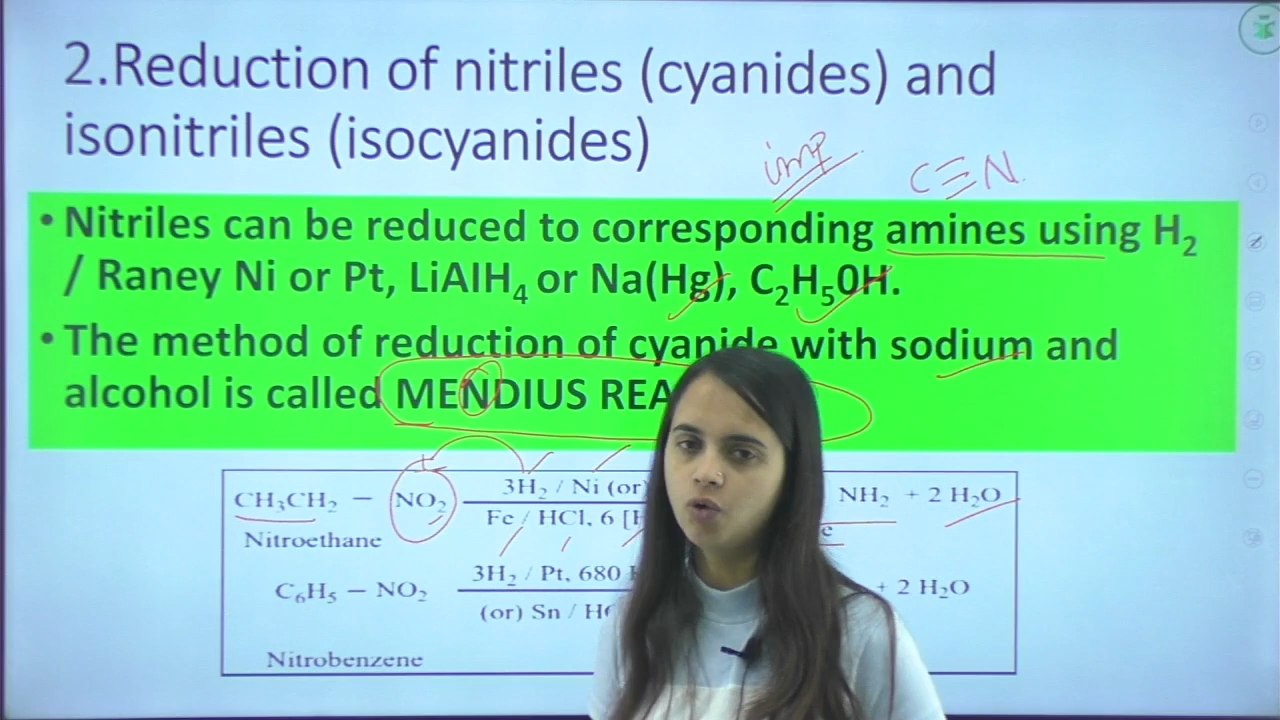 2.Reduction of nitriles (cyanides) and
isonitriles (isocyanides)
imp
C≡N
• Nitriles can be reduced to corresponding amines using H₂
/ Raney Ni or Pt, LiAlH₄ or Na(Hg), C₂H₅0H.
• The method of reduction of cyanide with sodium and
alcohol is called MENDIUS
CH₃CH₂ − NO₂ 3H₂ / Ni (or) NH₂ + 2 H₂O
Fe / HCl, 6
Nitroethane
C₆H₅ − NO₂ 3H₂ / Pt, 680 + 2 H₂O
(or) Sn /
Nitrobenzene